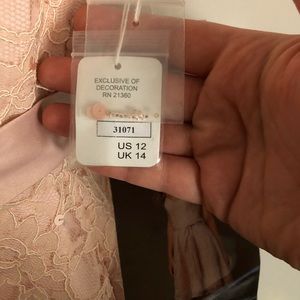 EXCLUSIVE OF
DECORATION
RN 21360
31071
US 12
UK 14